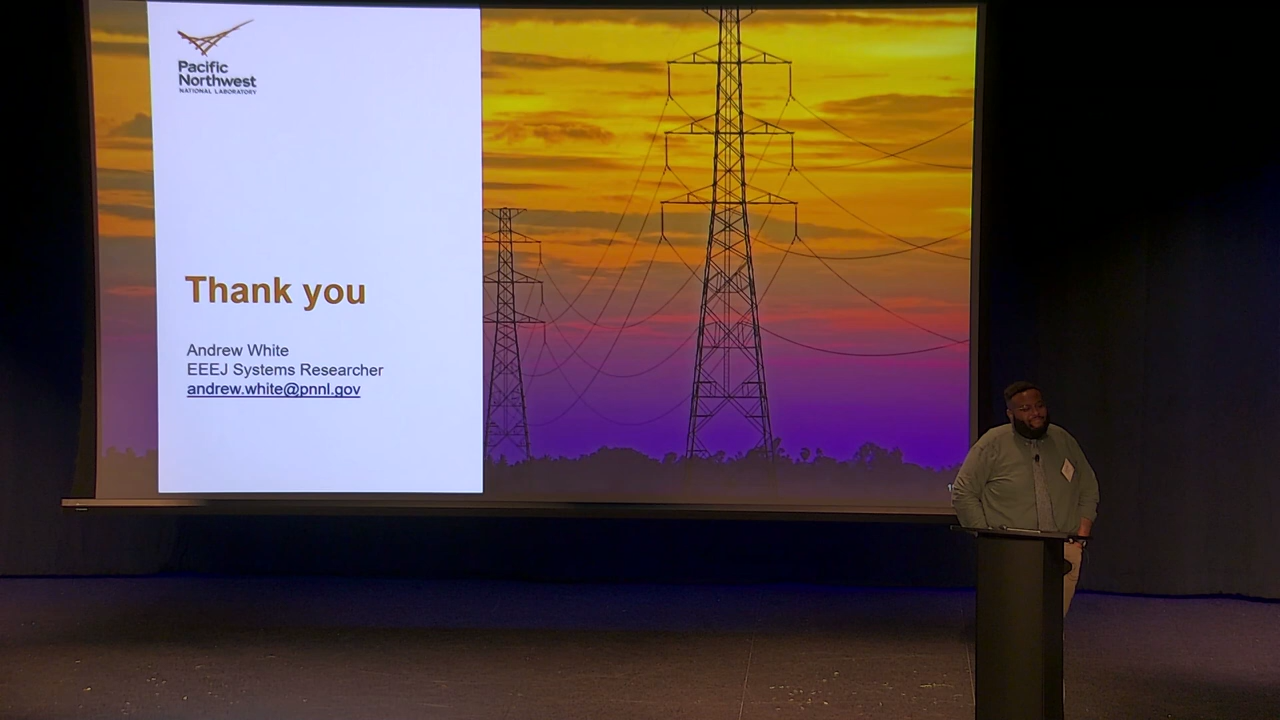 Pacific
Northwest
NATIONAL LABORATORY
Thank you
Andrew White
EEEJ Systems Researcher
andrew.white@pnnl.gov